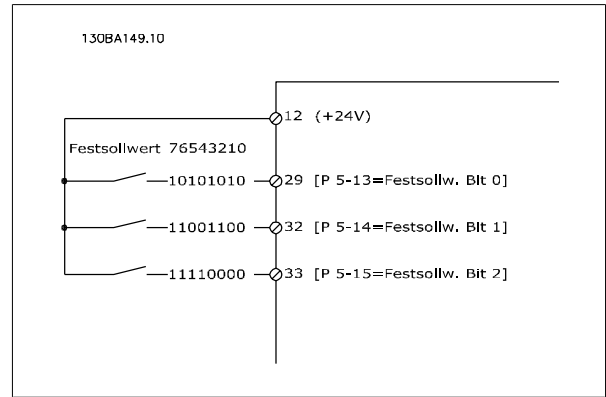 130BA149.10
12 (+24V)
Festsollwert 76543210
10101010 29 [P 5-13=Festsollw. Bit 0]
11001100 32 [P 5-14=Festsollw. Bit 1]
11110000 33 [P 5-15=Festsollw. Bit 2]